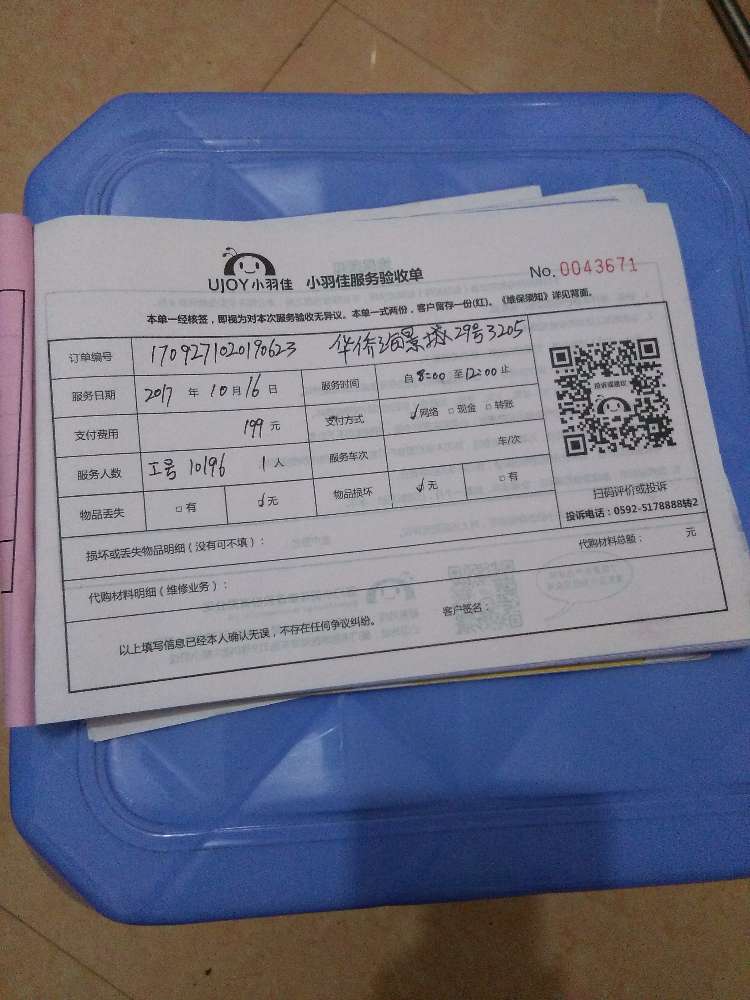 UJOY小羽佳 小羽佳服务验收单 No. 0043671
本单一经核签，即视为对本次服务验收无异议。本单一式两份，客户留存一份(红)。《维保须知》详见背面。
订单编号 1709271020190623 华侨海景城29号3205
服务日期 2017 年 10 月 16 日 服务时间 自 8:00 至 12:00 止
支付费用 199 元 支付方式 ✓网络 □现金 □转账
服务人数 工号 10196 1 人 服务车次 车/次
物品丢失 □有 ✓无 物品损坏 ✓无 □有
投诉或建议
扫码评价或投诉
投诉电话：0592-5178888转2
损坏或丢失物品明细（没有可不填）：
代购材料明细（维修业务）： 代购材料总额： 元
以上填写信息已经本人确认无误，不存在任何争议纠纷。 客户签名：